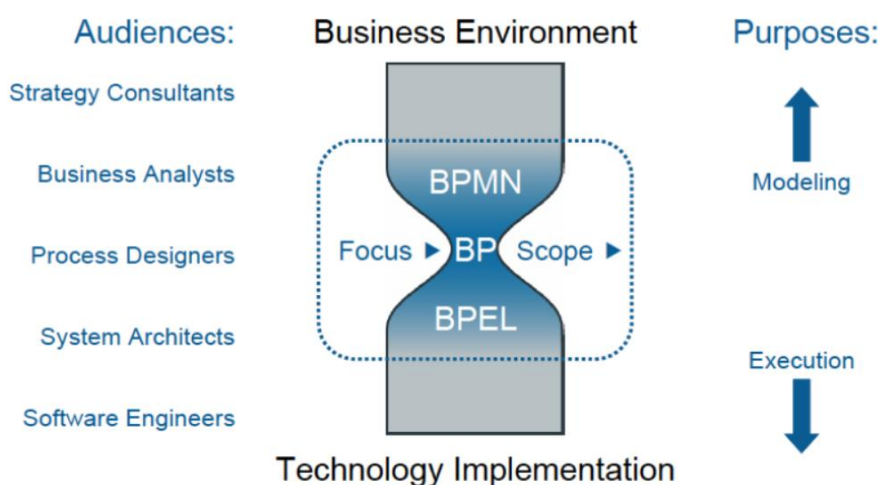 Audiences:
Business Environment
Purposes:
Strategy Consultants
Business Analysts
BPMN
Modeling
Process Designers
Focus
BP
Scope
System Architects
BPEL
Execution
Software Engineers
Technology Implementation